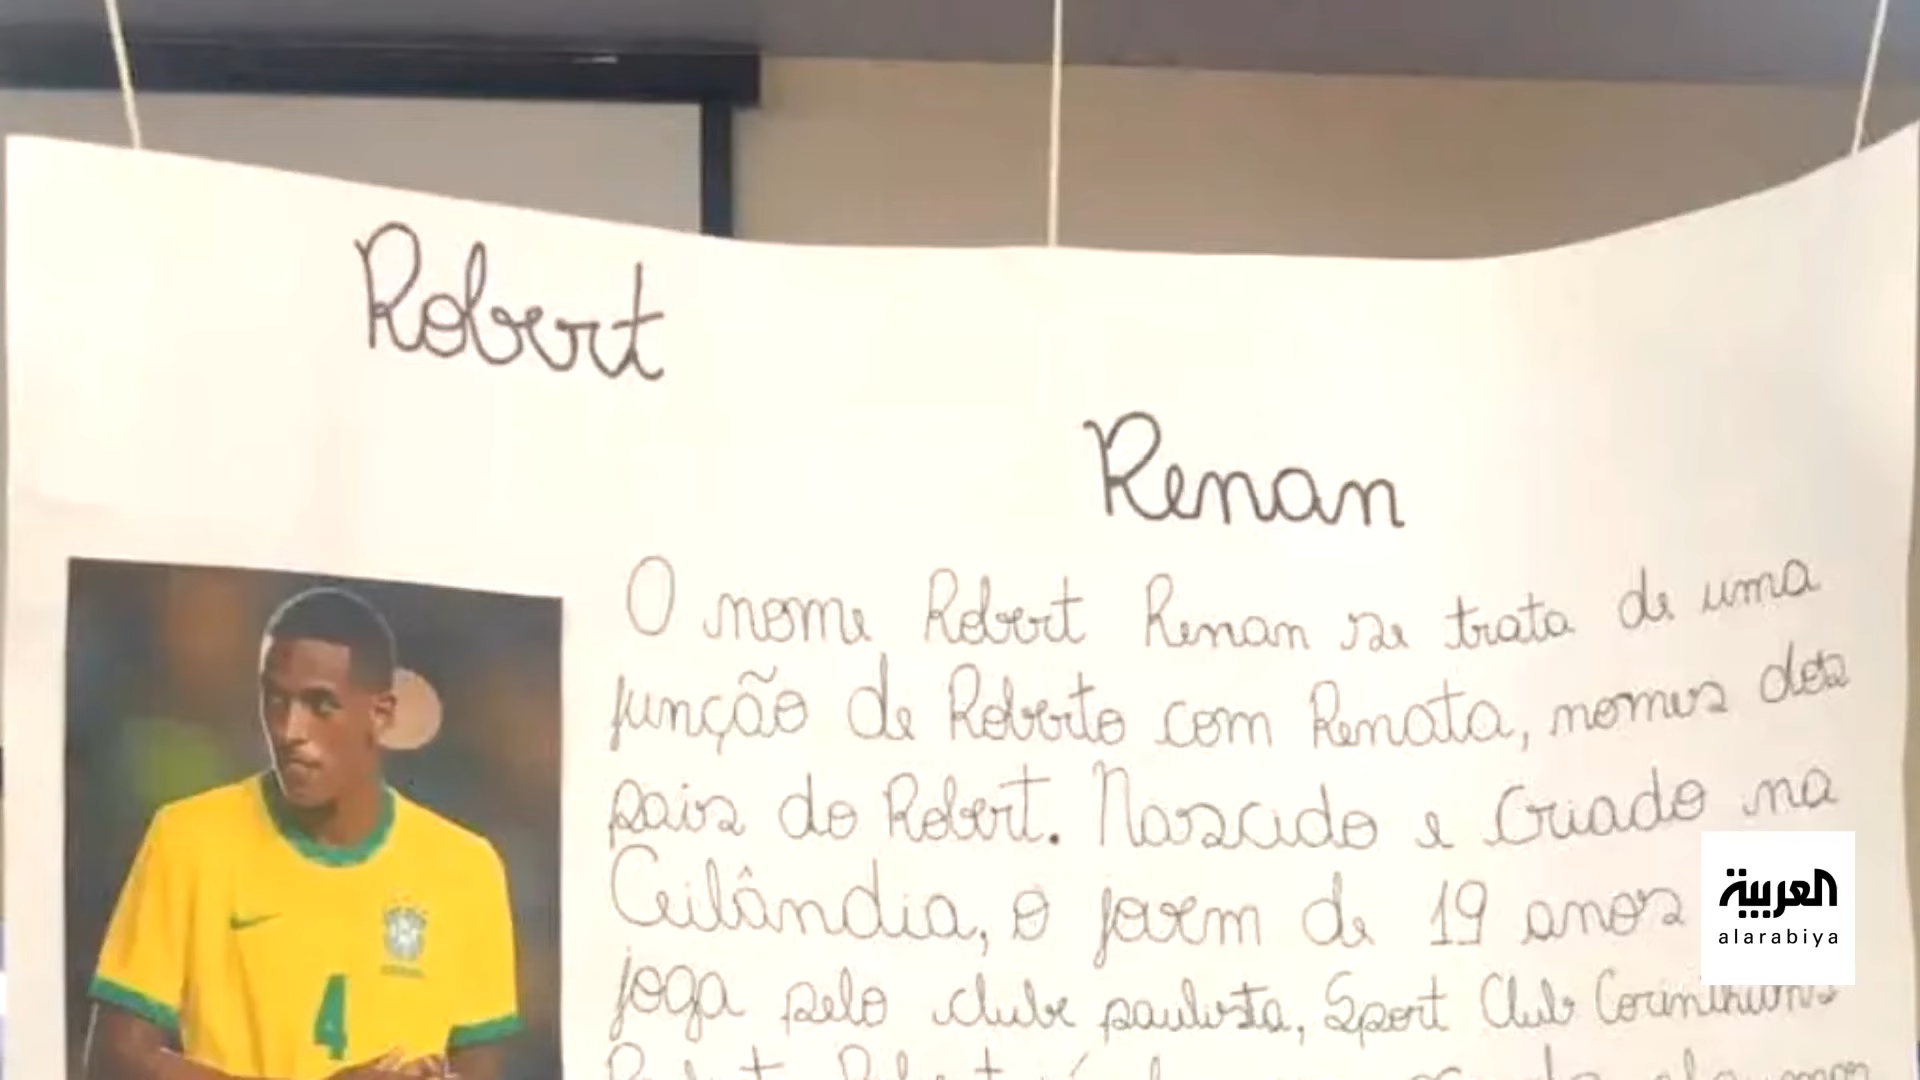 Robert
Renan
O nome Robert Renan se trata de uma
junção de Roberto com Renata, nomes dos
pais do Robert. Nascido e Criado na
Ceilândia, o jovem de 19 anos
joga pelo clube paulista, Sport Club Corinthians
4
العربية
alarabiya